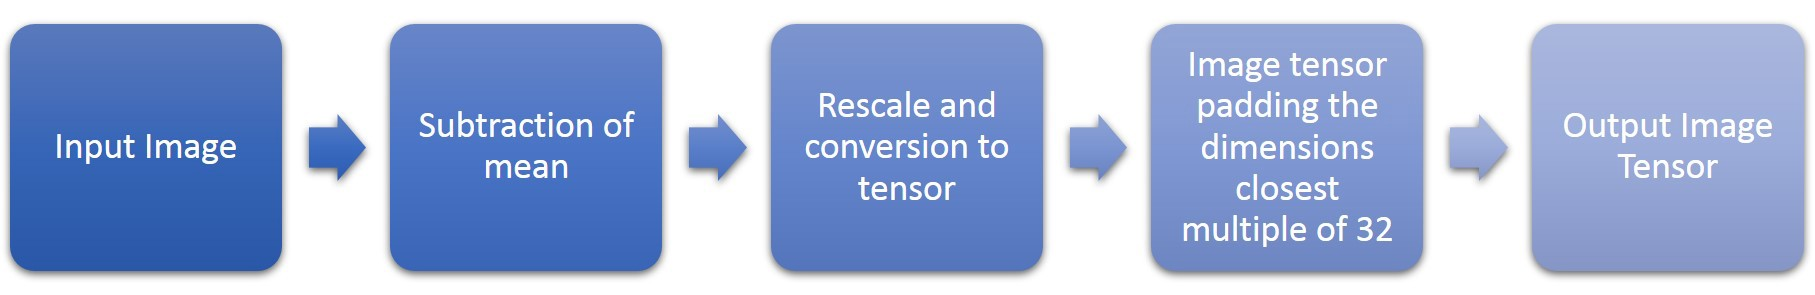 Input Image
Subtraction of
mean
Rescale and
conversion to
tensor
Image tensor
padding the
dimensions
closest
multiple of 32
Output Image
Tensor